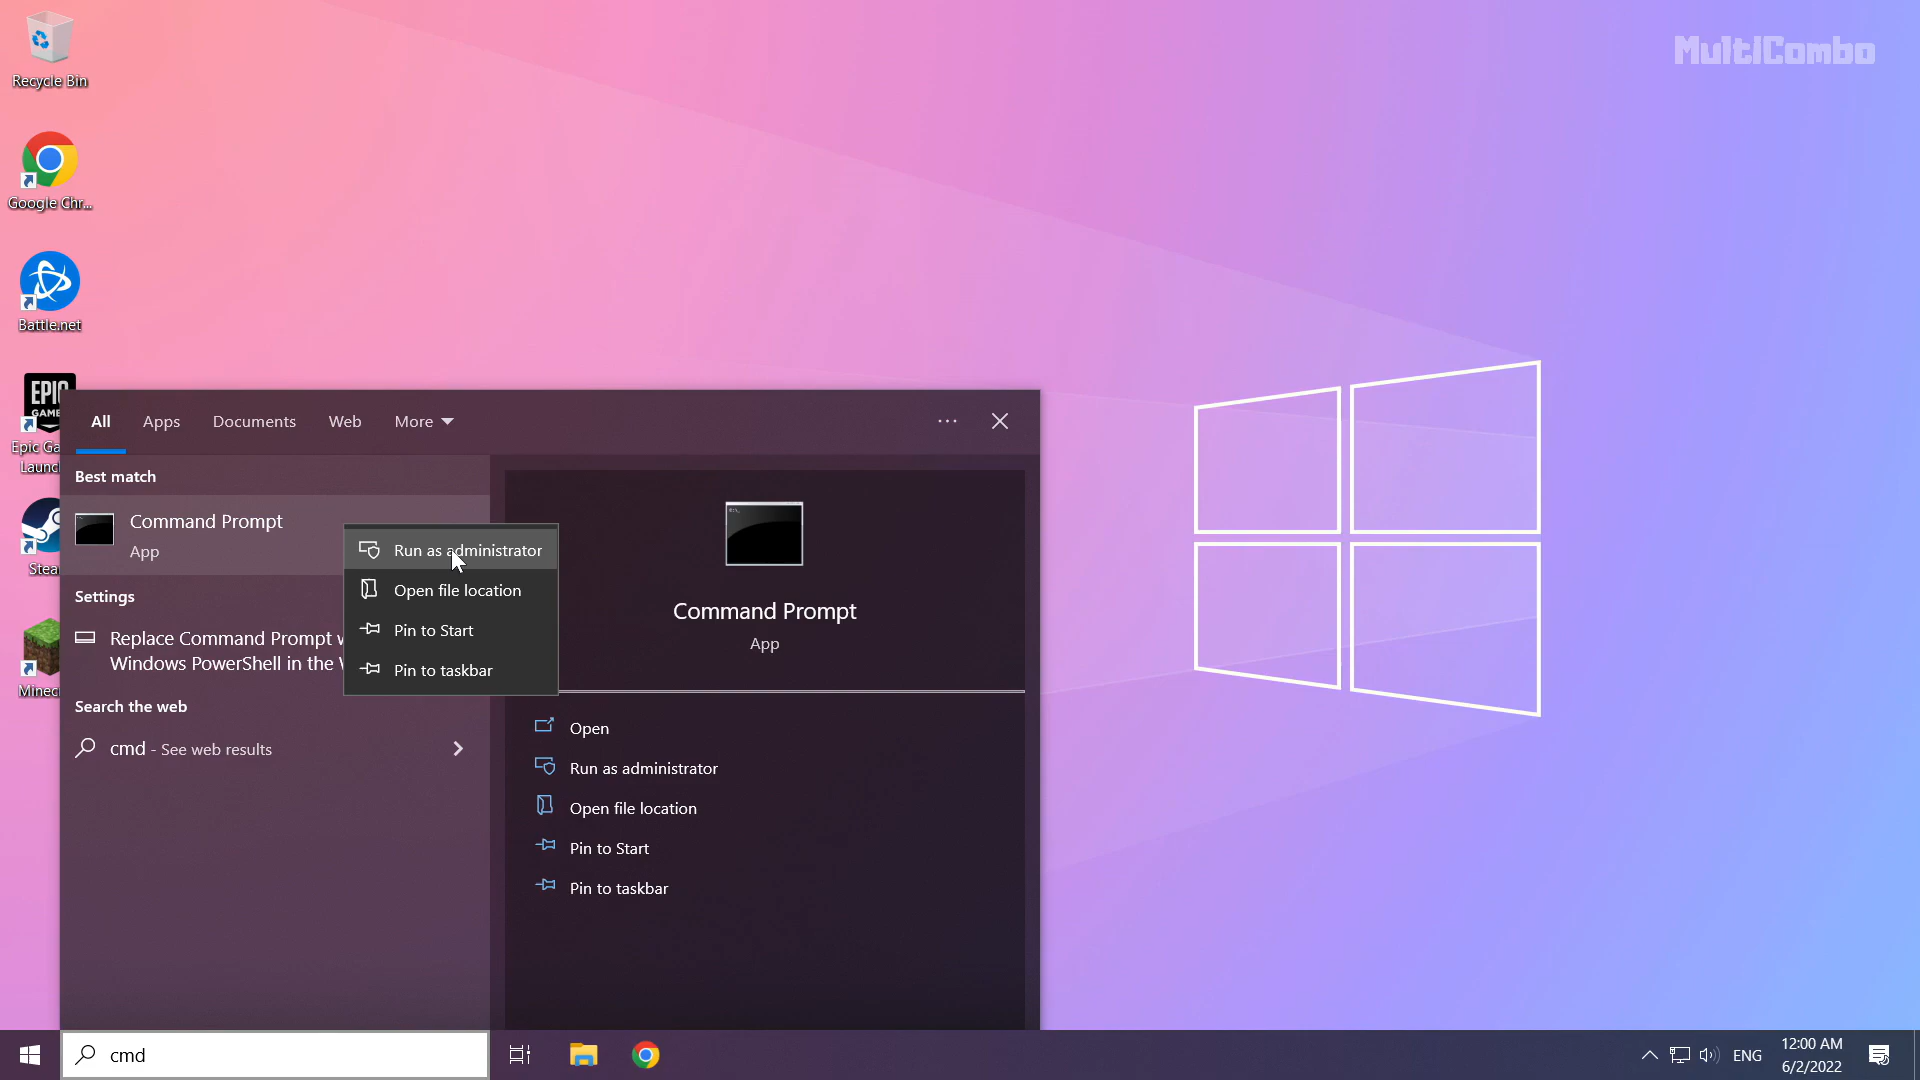 MultiCombo
Recycle Bin
Google Chr...
Battle.net
EPIC
GAM
Epic Ga
Launc
Stea
Minec
All
Apps
Documents
Web
More
Best match
Command Prompt
App
Settings
Replace Command Prompt w
Windows PowerShell in the
Search the web
cmd - See web results
Run as administrator
Open file location
Pin to Start
Pin to taskbar
Command Prompt
App
Open
Run as administrator
Open file location
Pin to Start
Pin to taskbar
cmd
ENG
12:00 AM
6/2/2022